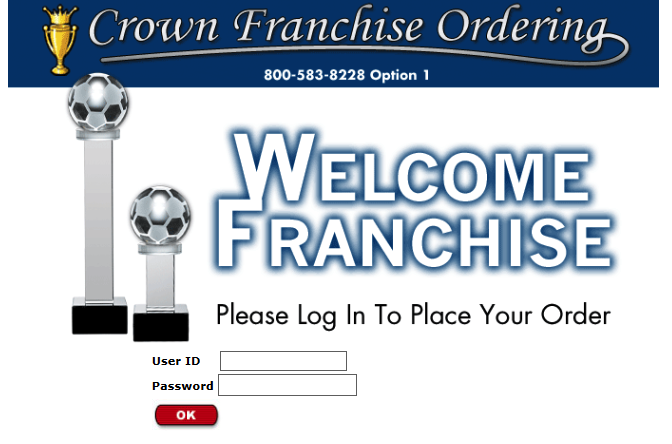 Crown Franchise Ordering
800-583-8228 Option 1
WELCOME
FRANCHISE
Please Log In To Place Your Order
User ID
Password
OK